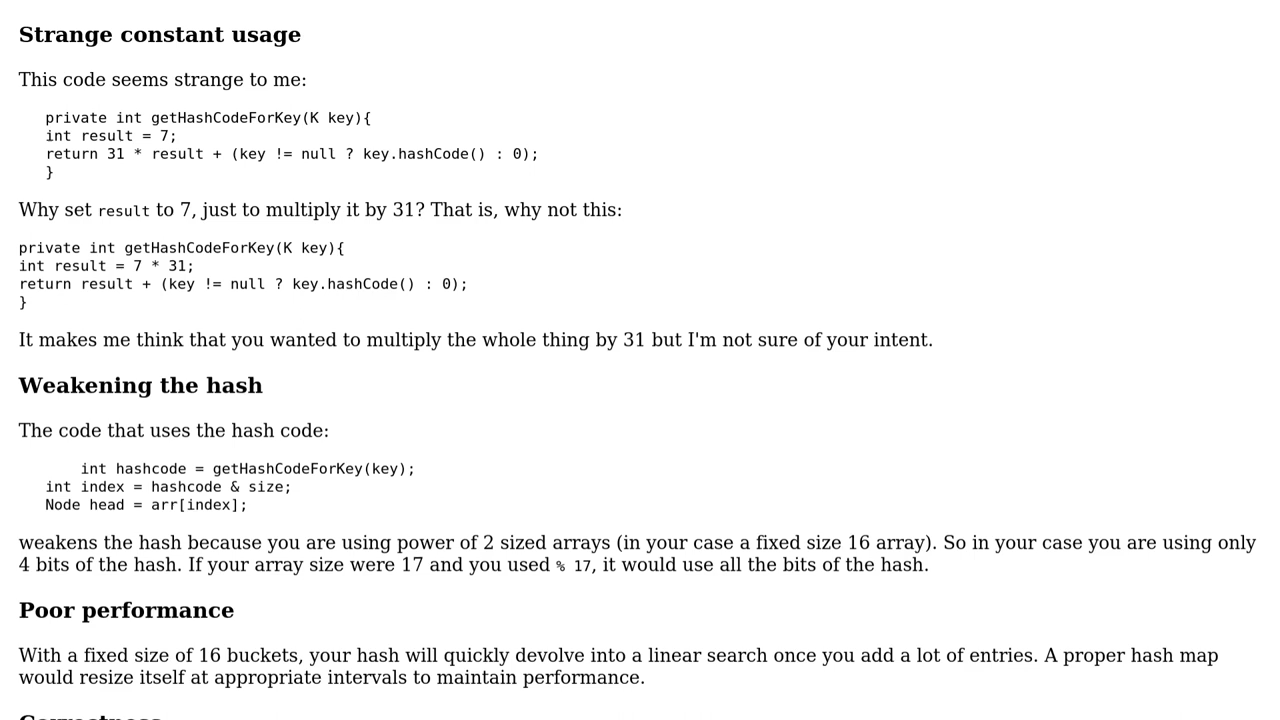 Strange constant usage
This code seems strange to me:
private int getHashCodeForKey(K key){
int result = 7;
return 31 * result + (key != null ? key.hashCode() : 0);
}
Why set result to 7, just to multiply it by 31? That is, why not this:
private int getHashCodeForKey(K key){
int result = 7 * 31;
return result + (key != null ? key.hashCode() : 0);
}
It makes me think that you wanted to multiply the whole thing by 31 but I'm not sure of your intent.
Weakening the hash
The code that uses the hash code:
int hashcode = getHashCodeForKey(key);
int index = hashcode & size;
Node head = arr[index];
weakens the hash because you are using power of 2 sized arrays (in your case a fixed size 16 array). So in your case you are using only
4 bits of the hash. If your array size were 17 and you used % 17, it would use all the bits of the hash.
Poor performance
With a fixed size of 16 buckets, your hash will quickly devolve into a linear search once you add a lot of entries. A proper hash map
would resize itself at appropriate intervals to maintain performance.
Correctness